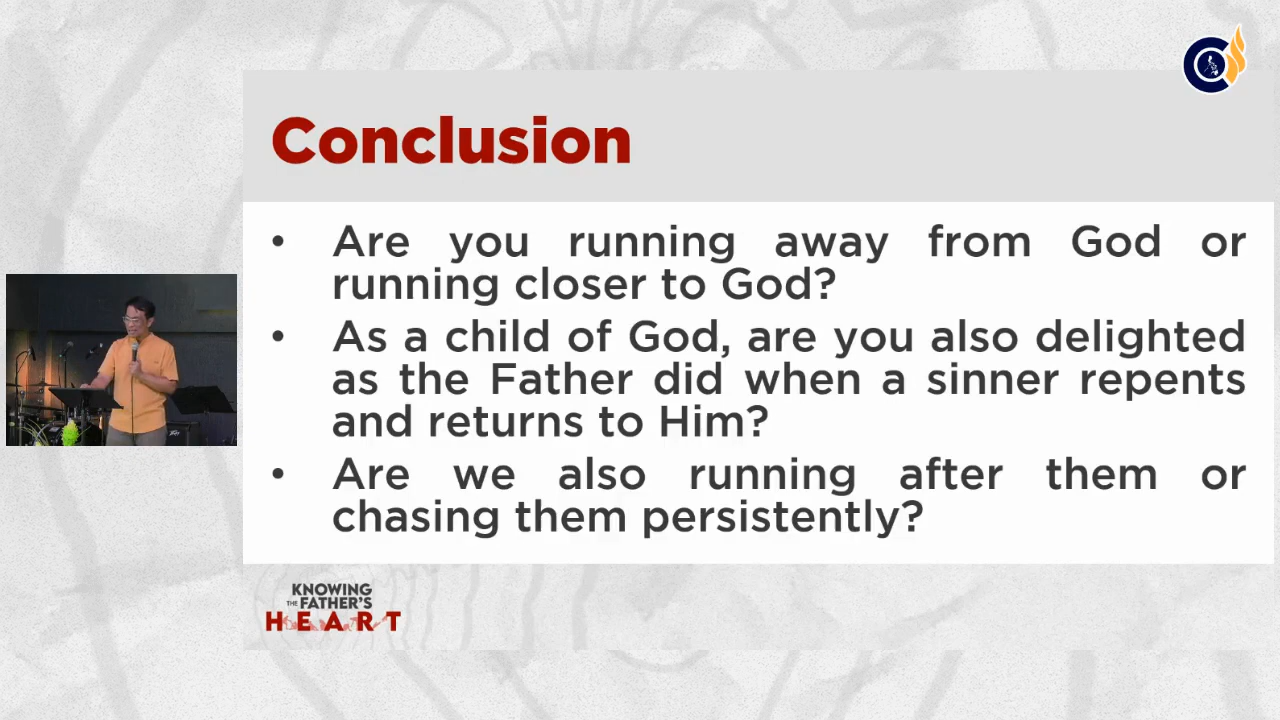 Conclusion
• Are you running away from God or
running closer to God?
• As a child of God, are you also delighted
as the Father did when a sinner repents
and returns to Him?
• Are we also running after them or
chasing them persistently?
KNOWING
THE FATHER'S
HEART